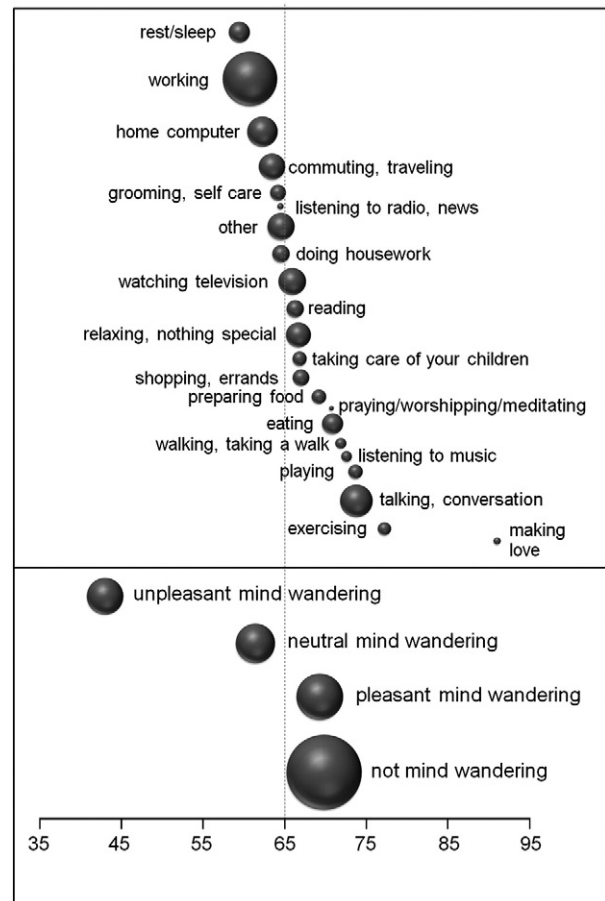 rest/sleep
working
home computer
commuting, traveling
grooming, self care
listening to radio, news
other
doing housework
watching television
reading
relaxing, nothing special
taking care of your children
shopping, errands
preparing food
praying/worshipping/meditating
eating
walking, taking a walk
listening to music
playing
talking, conversation
exercising
making
love
unpleasant mind wandering
neutral mind wandering
pleasant mind wandering
not mind wandering
35 45 55 65 75 85 95